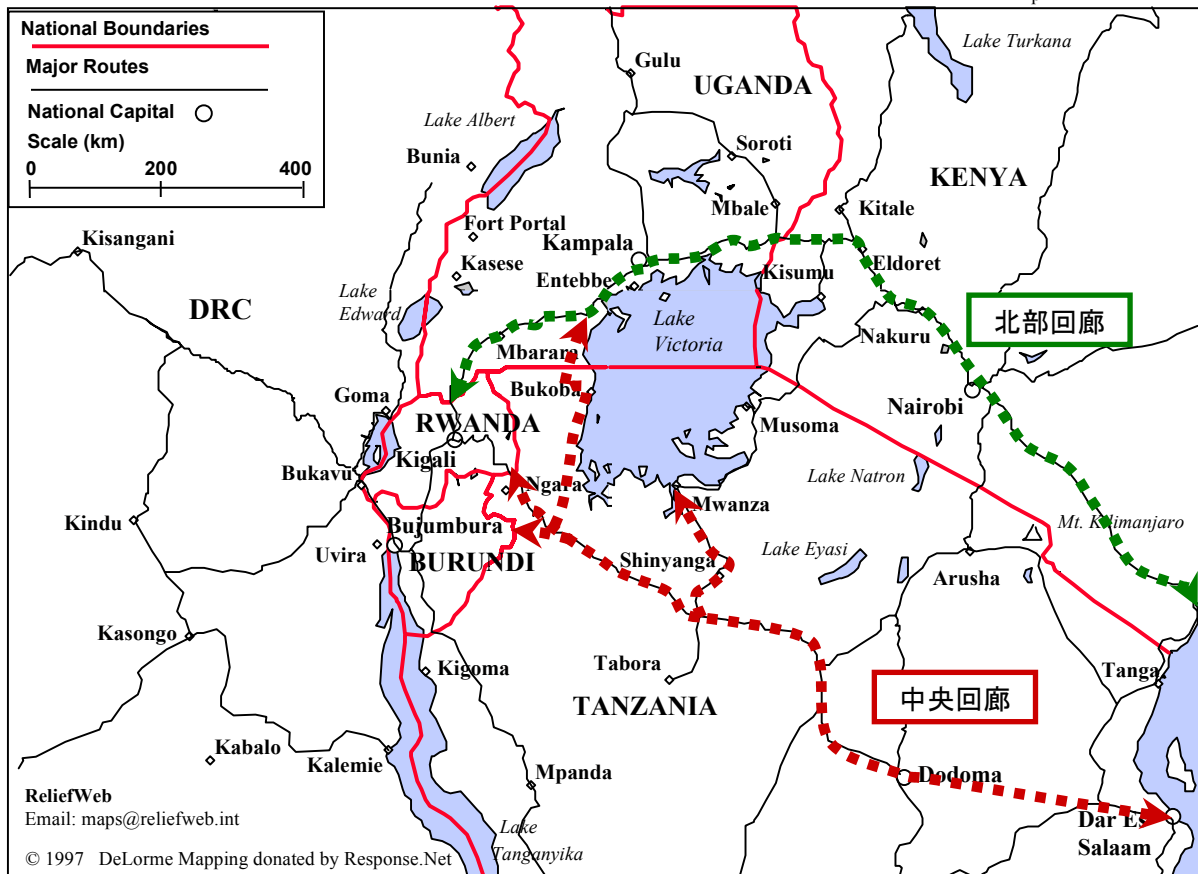 p
National Boundaries
Major Routes
National Capital
Scale (km)
0 200 400
Lake Turkana
Gulu
UGANDA
Lake Albert
Bunia
Soroti
KENYA
Mbale
Kitale
Kisangani
Fort Portal
Kampala
Kasese
Eldoret
Entebbe
Kisumu
DRC
Lake
Edward
Lake
Victoria
北部回廊
Nakuru
Mbarara
Goma
Bukoba
Nairobi
RWANDA
Musoma
Kigali
Bukavu
Lake Natron
Ngara
Mwanza
Kindu
Bujumbura
Mt. Kilimanjaro
Uvira
BURUNDI
Lake Eyasi
Shinyanga
Arusha
Kasongo
Kigoma
Tabora
Tanga
TANZANIA
中央回廊
Kabalo
Kalemie
Mpanda
Dodoma
ReliefWeb
Email: maps@reliefweb.int
Dar Es
Salaam
Lake
Tanganyika
© 1997 DeLorme Mapping donated by Response.Net